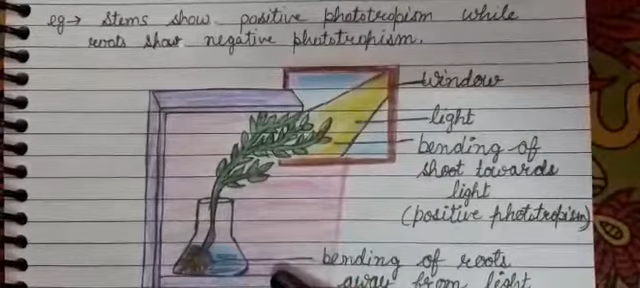 eg → Stems show positive phototropism while
roots show negative phototropism.
window
light
bending of
shoot towards
light
(positive phototropism)
bending of roots
away from light